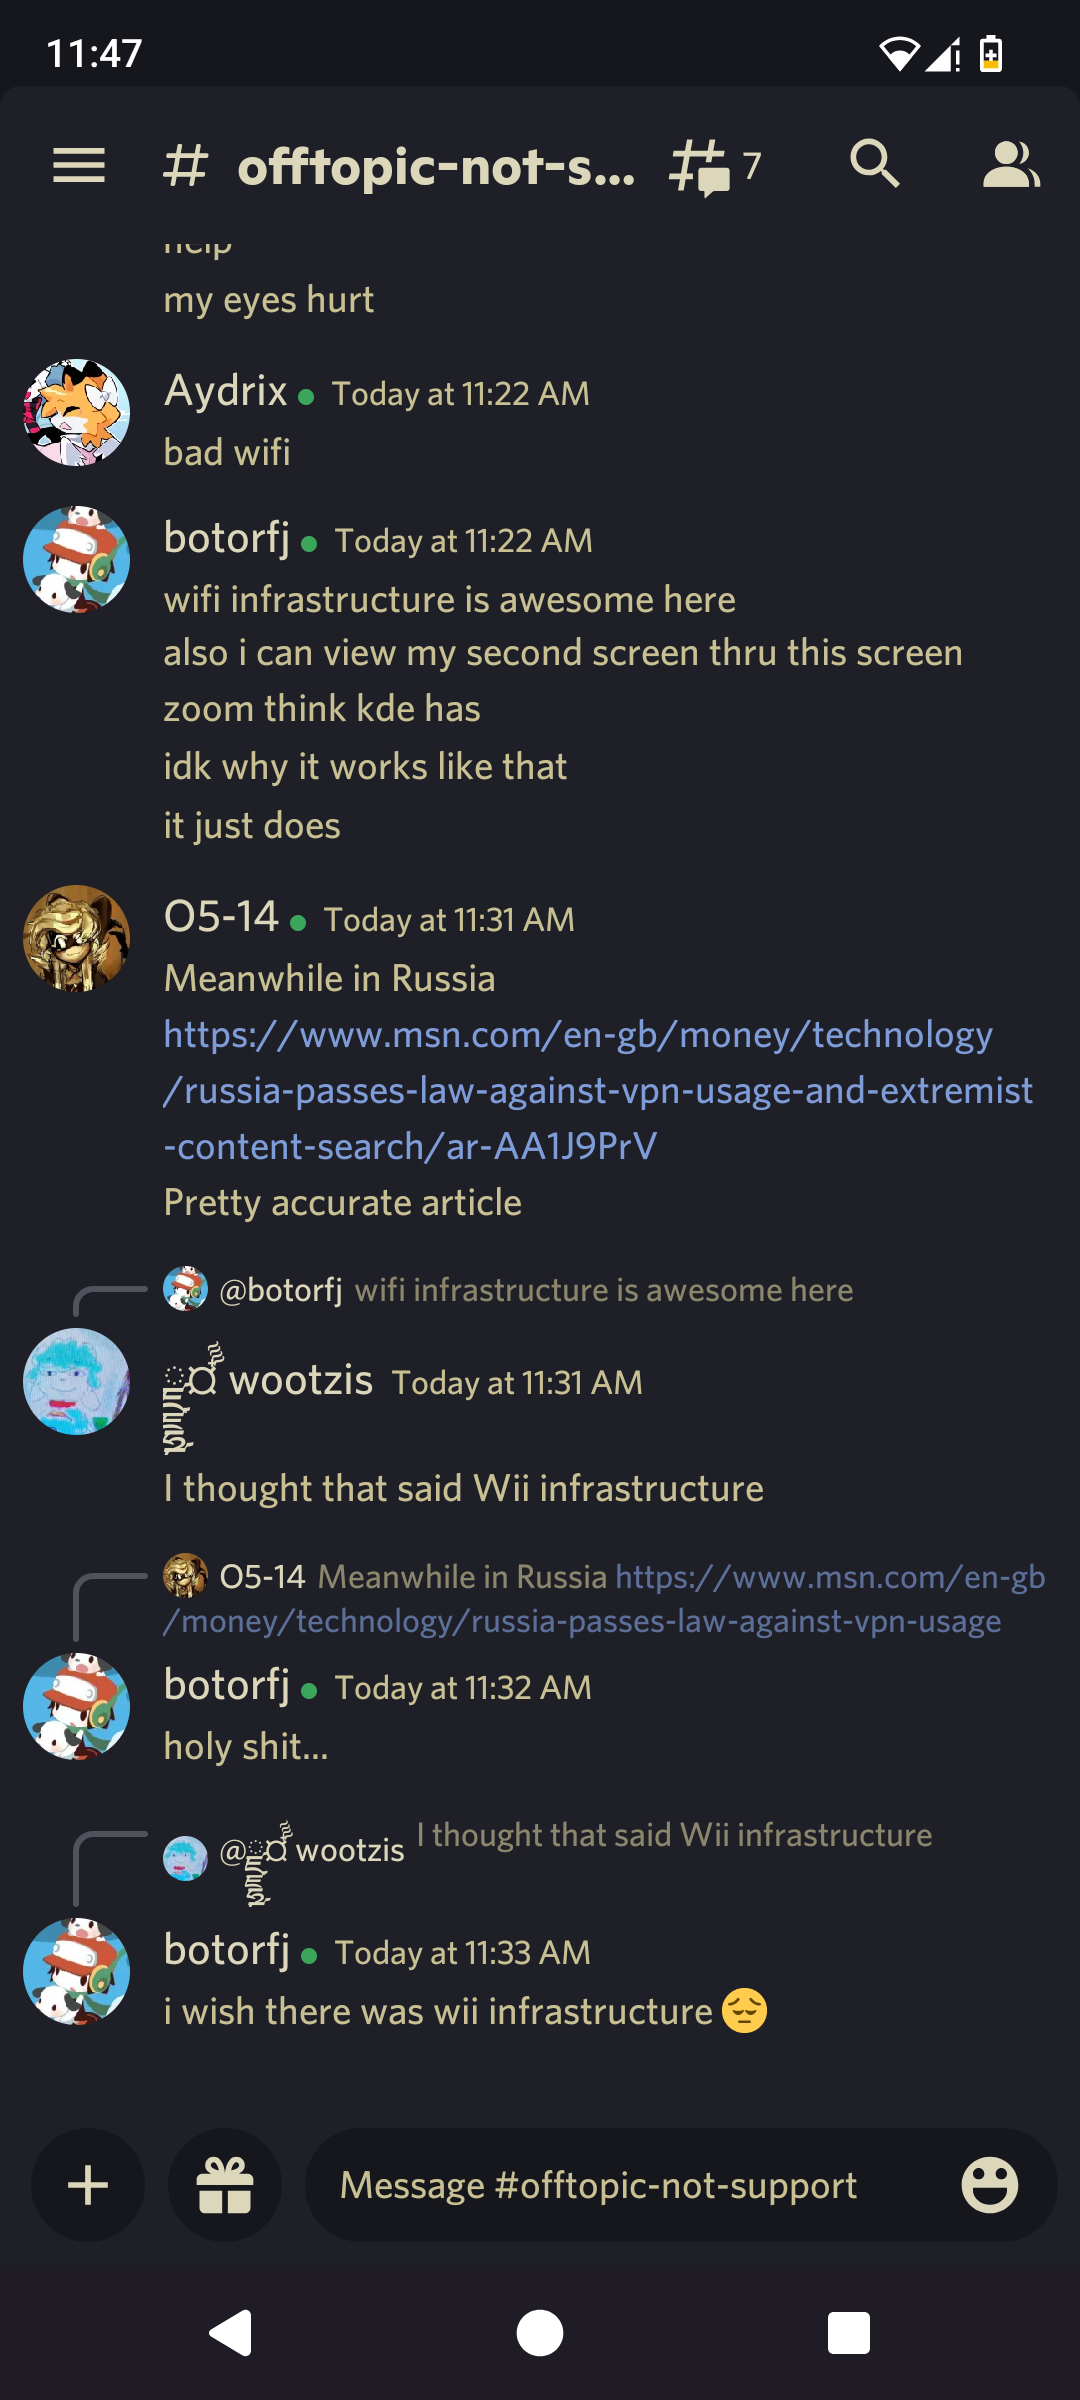 11:47
# offtopic-not-s... 7
help
my eyes hurt
Aydrix Today at 11:22 AM
bad wifi
botorfj Today at 11:22 AM
wifi infrastructure is awesome here
also i can view my second screen thru this screen
zoom think kde has
idk why it works like that
it just does
O5-14 Today at 11:31 AM
Meanwhile in Russia
https://www.msn.com/en-gb/money/technology
/russia-passes-law-against-vpn-usage-and-extremist
-content-search/ar-AA1J9PrV
Pretty accurate article
@botorfj wifi infrastructure is awesome here
wootzis Today at 11:31 AM
I thought that said Wii infrastructure
O5-14 Meanwhile in Russia https://www.msn.com/en-gb
/money/technology/russia-passes-law-against-vpn-usage
botorfj Today at 11:32 AM
holy shit...
@ wootzis I thought that said Wii infrastructure
botorfj Today at 11:33 AM
i wish there was wii infrastructure 😔
Message #offtopic-not-support